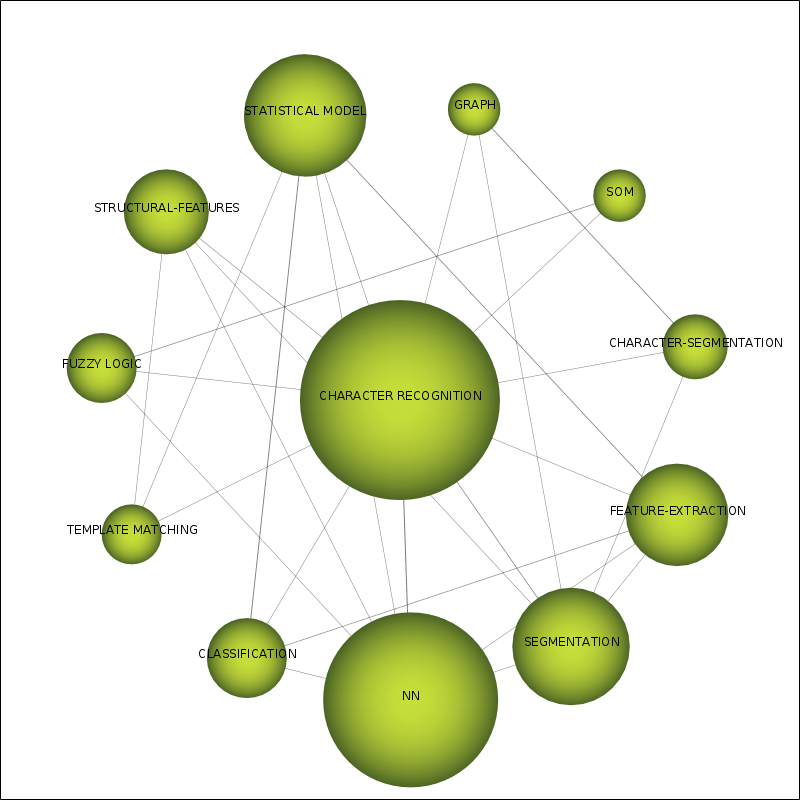 GRAPH
STATISTICAL MODEL
SOM
STRUCTURAL-FEATURES
CHARACTER-SEGMENTATION
FUZZY LOGIC
CHARACTER RECOGNITION
FEATURE-EXTRACTION
TEMPLATE MATCHING
SEGMENTATION
CLASSIFICATION
NN